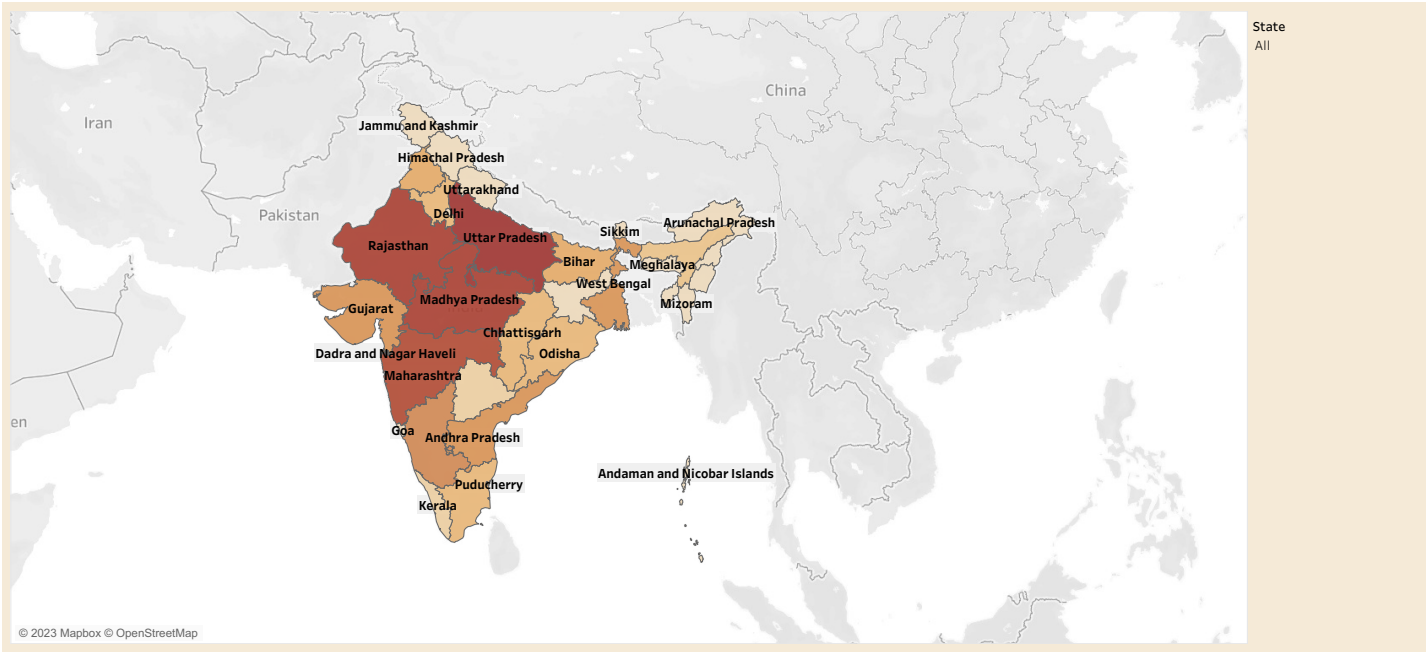 State
All
China
Iran
Jammu and Kashmir
Himachal Pradesh
Uttarakhand
Pakistan
Delhi
Arunachal Pradesh
Sikkim
Uttar Pradesh
Rajasthan
Bihar
Meghalaya
West Bengal
Madhya Pradesh
Mizoram
Gujarat
Chhattisgarh
Dadra and Nagar Haveli
Odisha
Maharashtra
en
Goa
Andhra Pradesh
Andaman and Nicobar Islands
Puducherry
Kerala
© 2023 Mapbox © OpenStreetMap